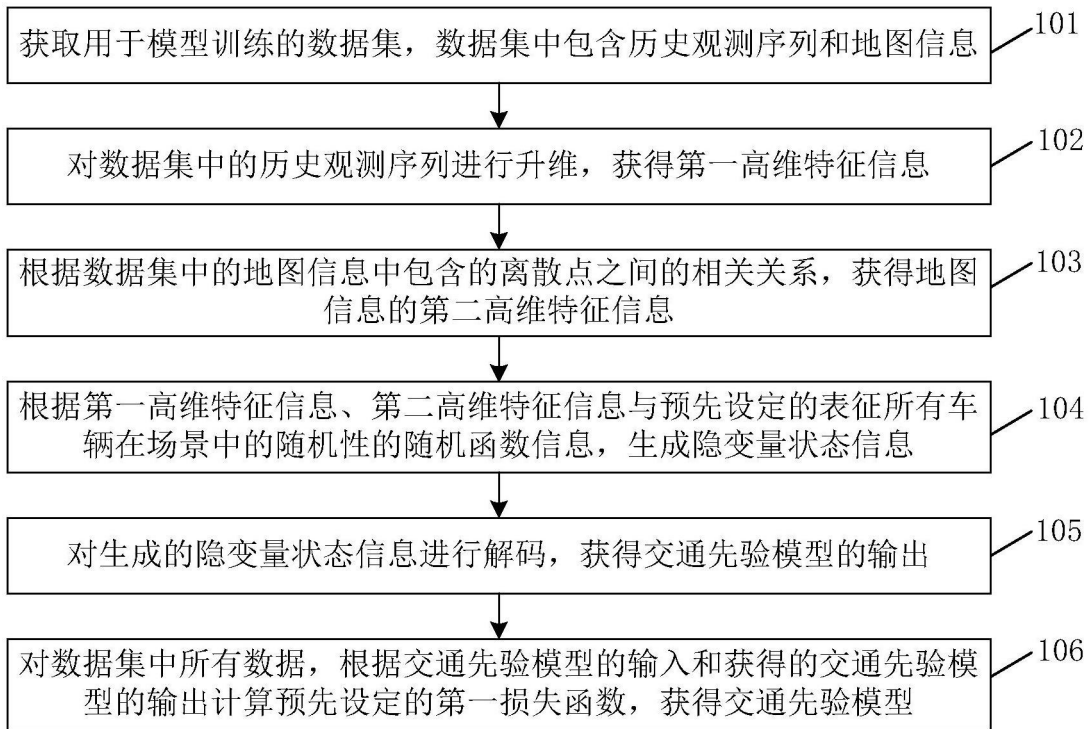 获取用于模型训练的数据集，数据集中包含历史观测序列和地图信息
101
对数据集中的历史观测序列进行升维，获得第一高维特征信息
102
根据数据集中的地图信息中包含的离散点之间的相关关系，获得地图
信息的第二高维特征信息
103
根据第一高维特征信息、第二高维特征信息与预先设定的表征所有车
辆在场景中的随机性的随机函数信息，生成隐变量状态信息
104
对生成的隐变量状态信息进行解码，获得交通先验模型的输出
105
对数据集中所有数据，根据交通先验模型的输入和获得的交通先验模
型的输出计算预先设定的第一损失函数，获得交通先验模型
106